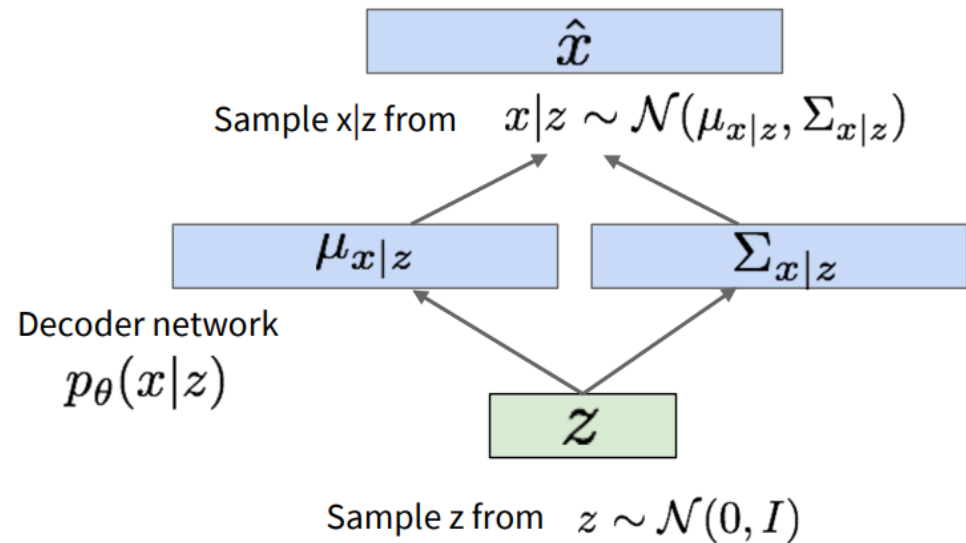 x̂
Sample x|z from x|z ∼ 𝒩(μ_{x|z}, Σ_{x|z})
μ_{x|z} Σ_{x|z}
Decoder network
p_θ(x|z)
z
Sample z from z ∼ 𝒩(0, I)